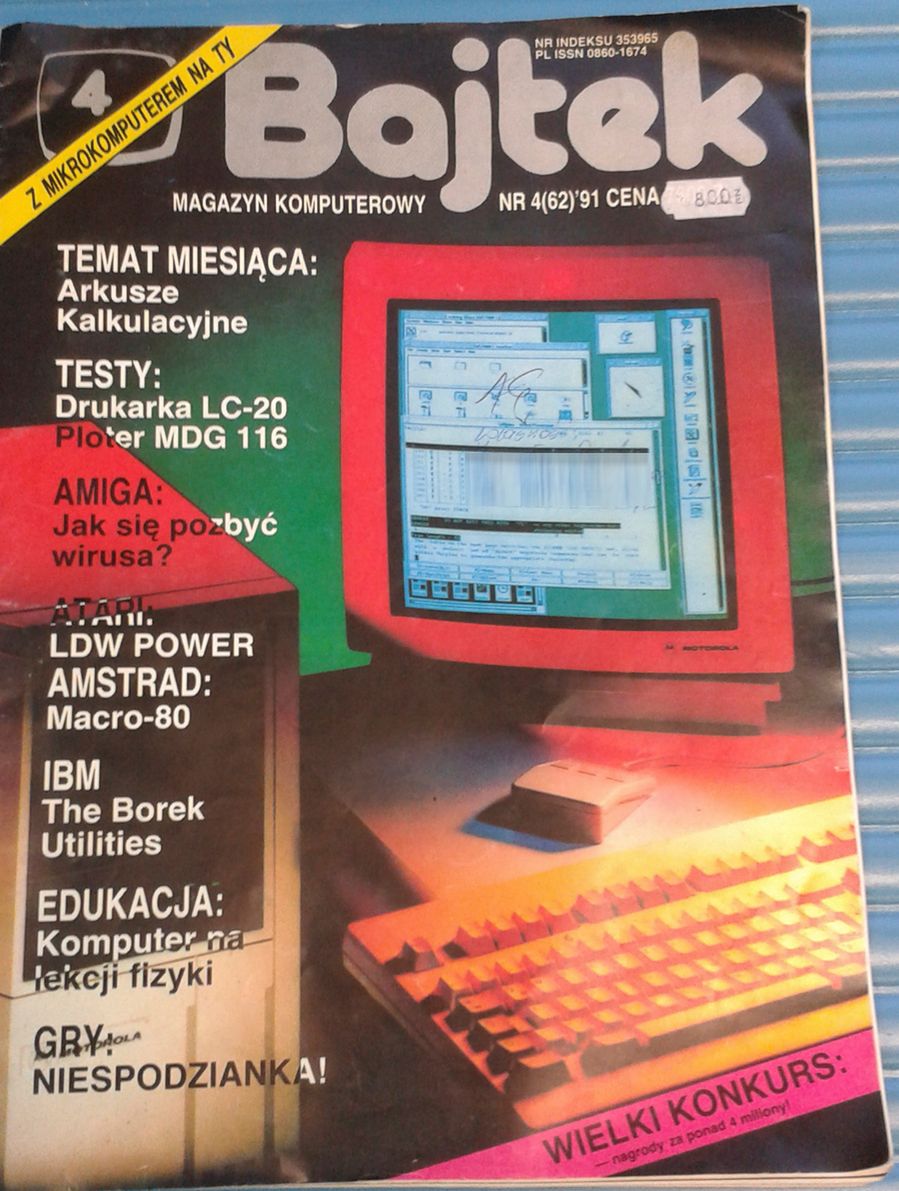 4
Z MIKROKOMPUTEREM NA TY
Bajtek
NR INDEKSU 353965
PL ISSN 0860-1674
MAGAZYN KOMPUTEROWY
NR 4(62)'91 CENA
800zł
TEMAT MIESIĄCA:
Arkusze
Kalkulacyjne
TESTY:
Drukarka LC-20
Ploter MDG 116
AMIGA:
Jak się pozbyć
wirusa?
ATARI:
LDW POWER
AMSTRAD:
Macro-80
IBM
The Borek
Utilities
EDUKACJA:
Komputer na
lekcji fizyki
GRY:
NIESPODZIANKA!
MOTOROLA
MOTOROLA
WIELKI KONKURS:
— nagrody za ponad 4 miliony!